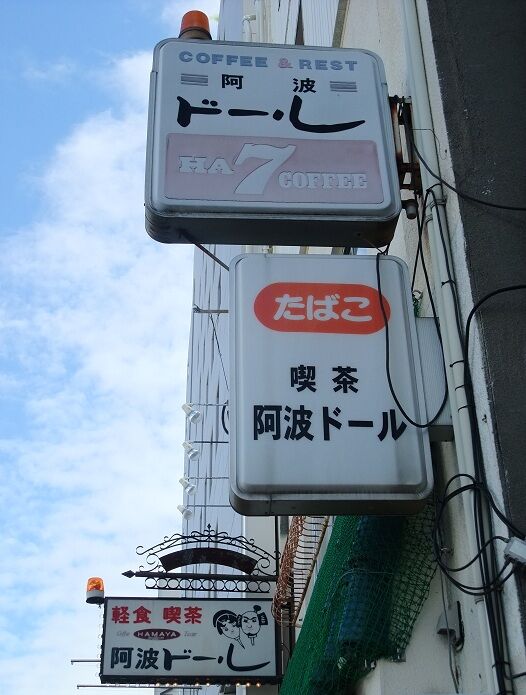 COFFEE & REST
阿波
ドール
HA 7 COFFEE
たばこ
喫茶
阿波ドール
軽食 喫茶
Coffee HAMAYA
阿波ドール